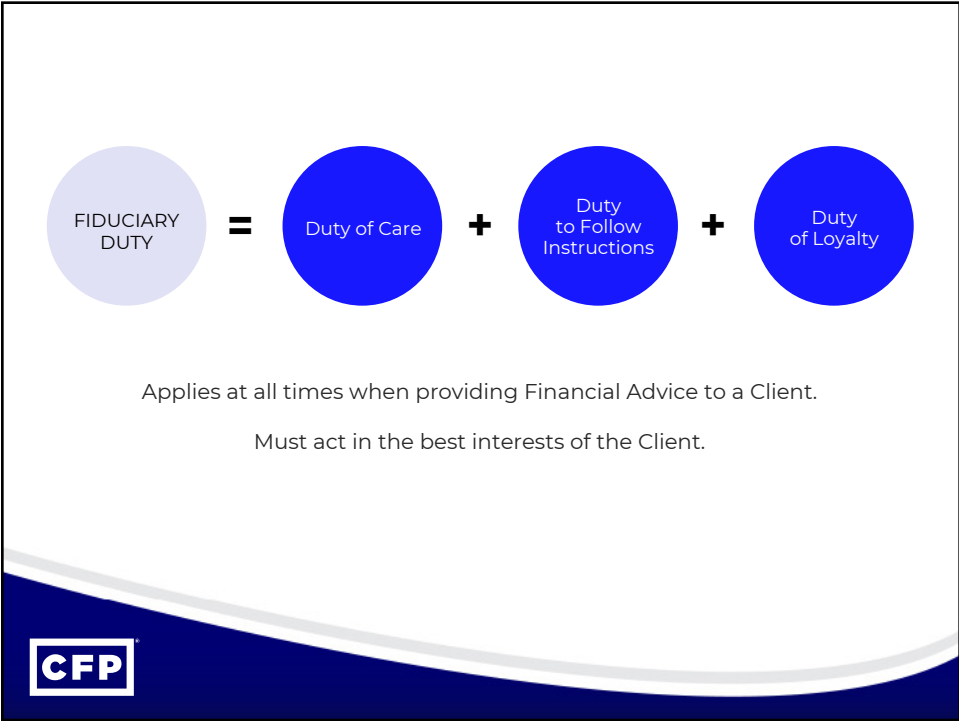 FIDUCIARY
DUTY
=
Duty of Care
+
Duty
to Follow
Instructions
+
Duty
of Loyalty
Applies at all times when providing Financial Advice to a Client.
Must act in the best interests of the Client.
CFP®